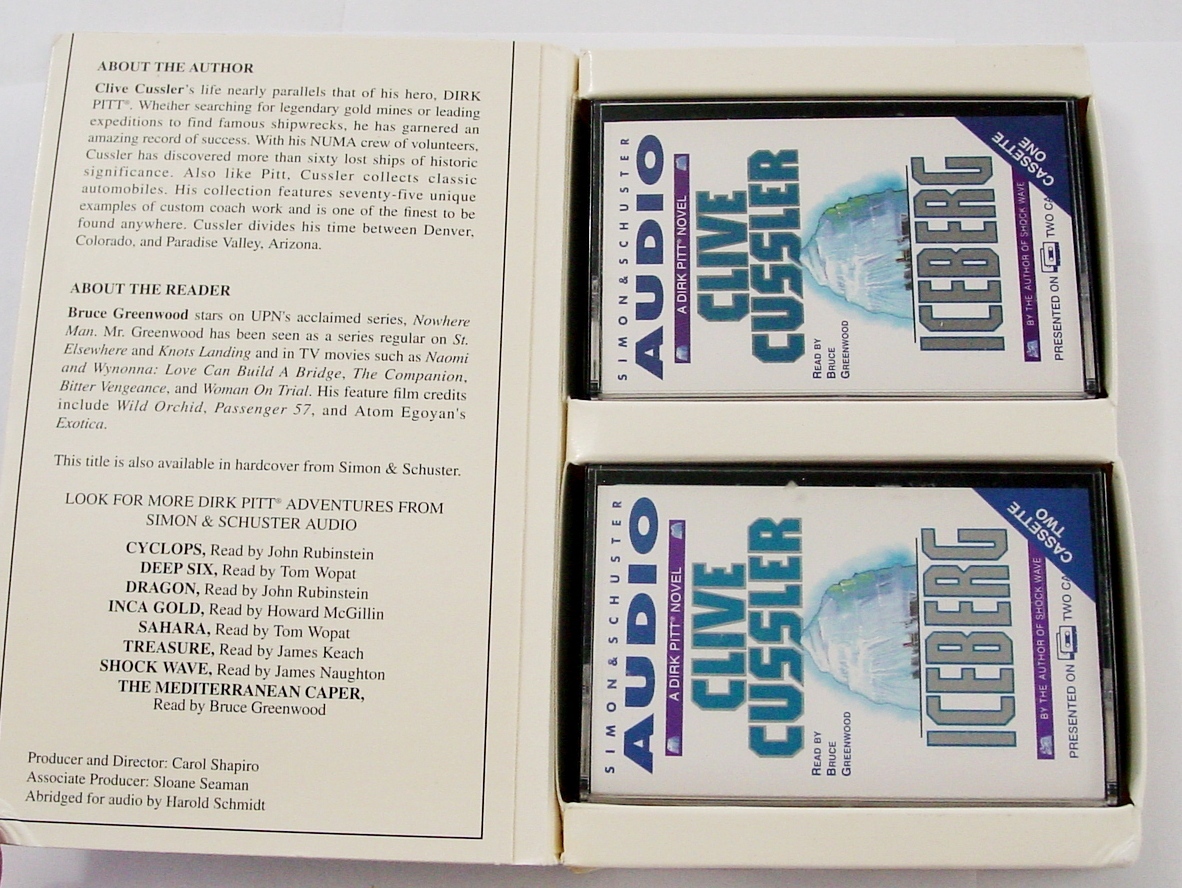 ABOUT THE AUTHOR
Clive Cussler's life nearly parallels that of his hero, DIRK
PITT®. Whether searching for legendary gold mines or leading
expeditions to find famous shipwrecks, he has garnered an
amazing record of success. With his NUMA crew of volunteers,
Cussler has discovered more than sixty lost ships of historic
significance. Also like Pitt, Cussler collects classic
automobiles. His collection features seventy-five unique
examples of custom coach work and is one of the finest to be
found anywhere. Cussler divides his time between Denver,
Colorado, and Paradise Valley, Arizona.
ABOUT THE READER
Bruce Greenwood stars on UPN's acclaimed series, Nowhere
Man. Mr. Greenwood has been seen as a series regular on St.
Elsewhere and Knots Landing and in TV movies such as Naomi
and Wynonna: Love Can Build A Bridge, The Companion,
Bitter Vengeance, and Woman On Trial. His feature film credits
include Wild Orchid, Passenger 57, and Atom Egoyan's
Exotica.
This title is also available in hardcover from Simon & Schuster.
LOOK FOR MORE DIRK PITT® ADVENTURES FROM
SIMON & SCHUSTER AUDIO
CYCLOPS, Read by John Rubinstein
DEEP SIX, Read by Tom Wopat
DRAGON, Read by John Rubinstein
INCA GOLD, Read by Howard McGillin
SAHARA, Read by Tom Wopat
TREASURE, Read by James Keach
SHOCK WAVE, Read by James Naughton
THE MEDITERRANEAN CAPER,
Read by Bruce Greenwood
Producer and Director: Carol Shapiro
Associate Producer: Sloane Seaman
Abridged for audio by Harold Schmidt
SIMON & SCHUSTER
AUDIO
A DIRK PITT® NOVEL
CLIVE
CUSSLER
READ BY
BRUCE
GREENWOOD
ICEBERG
BY THE AUTHOR OF SHOCK WAVE
PRESENTED ON TWO CA
CASSETTE
ONE
SIMON & SCHUSTER
AUDIO
A DIRK PITT® NOVEL
CLIVE
CUSSLER
READ BY
BRUCE
GREENWOOD
ICEBERG
BY THE AUTHOR OF SHOCK WAVE
PRESENTED ON TWO CA
CASSETTE
TWO